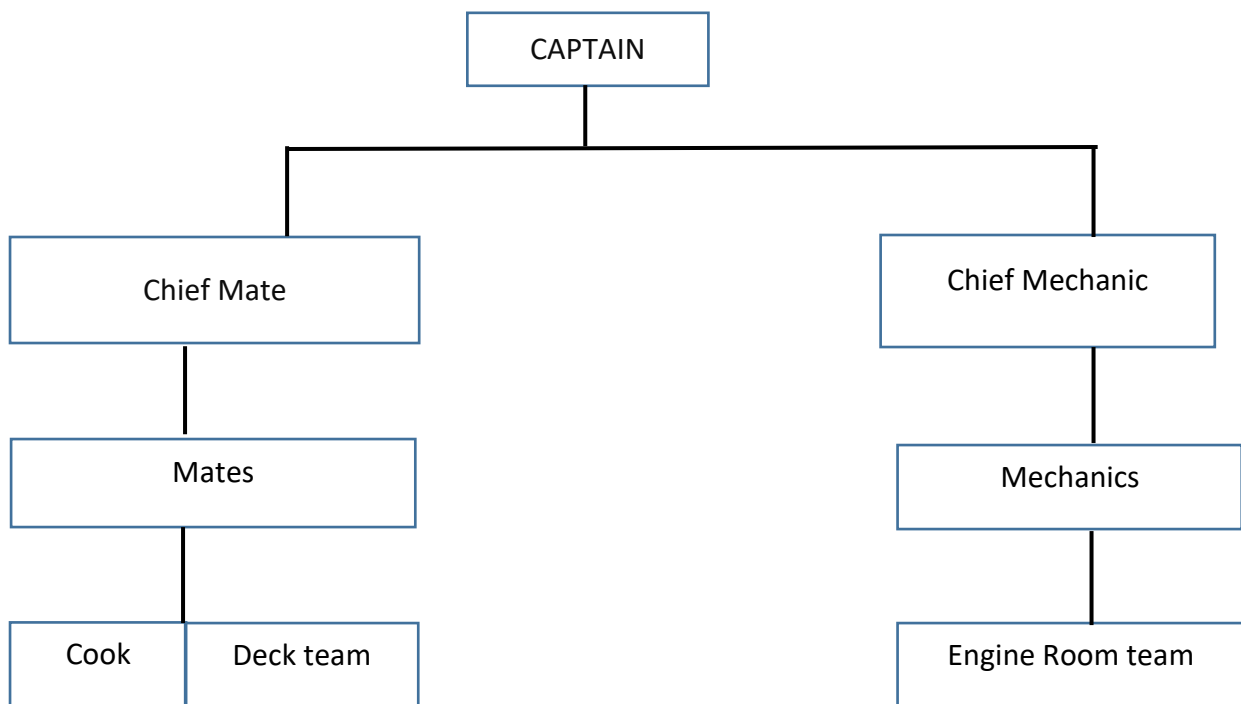 CAPTAIN
Chief Mate
Chief Mechanic
Mates
Mechanics
Cook
Deck team
Engine Room team